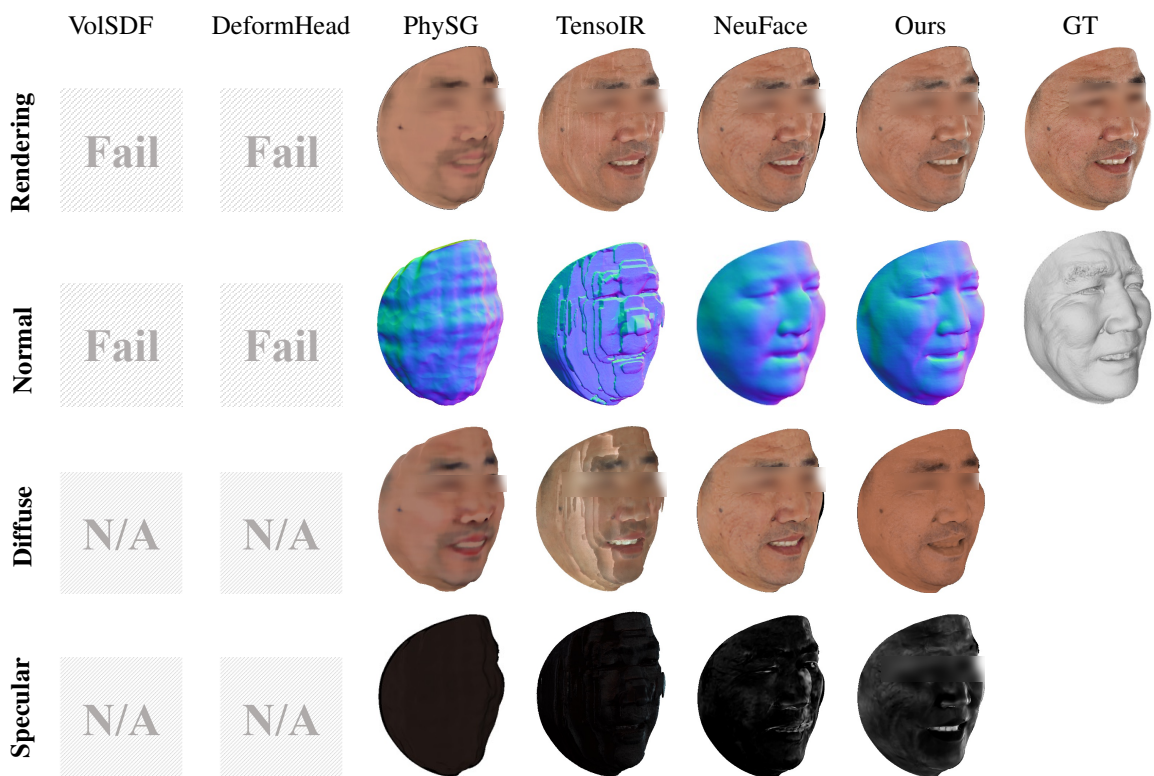 VolSDF DeformHead PhySG TensoIR NeuFace Ours GT
Rendering Fail Fail
Normal Fail Fail
Diffuse N/A N/A
Specular N/A N/A